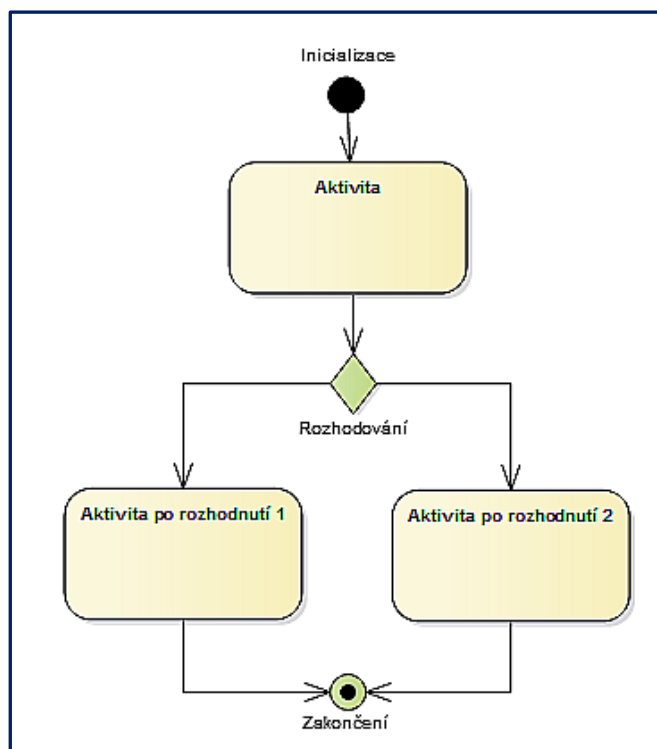 Inicializace
Aktivita
Rozhodování
Aktivita po rozhodnutí 1
Aktivita po rozhodnutí 2
Zakončení